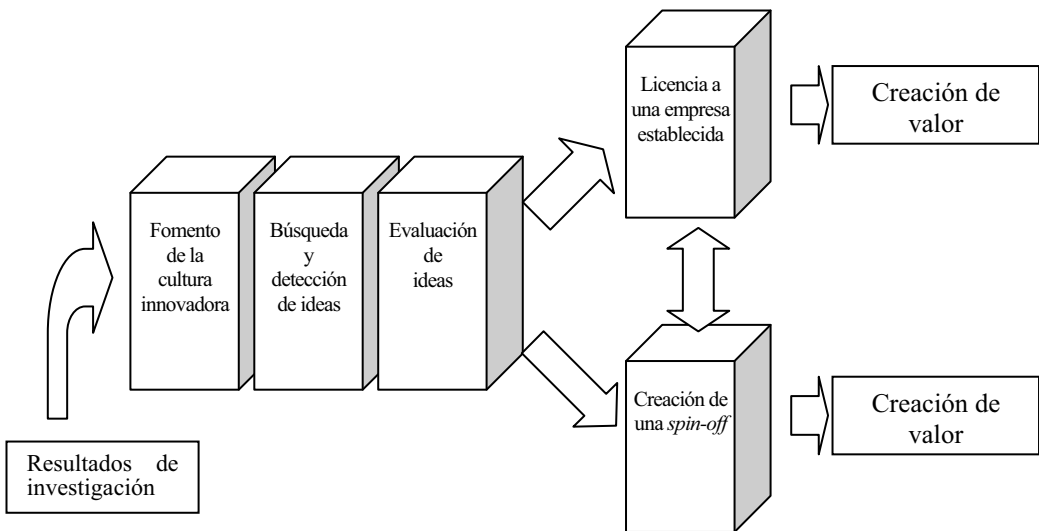 Resultados de
investigación
Fomento
de la
cultura
innovadora
Búsqueda
y
detección
de ideas
Evaluación
de
ideas
Licencia a
una empresa
establecida
Creación de
valor
Creación de
una spin-off
Creación de
valor